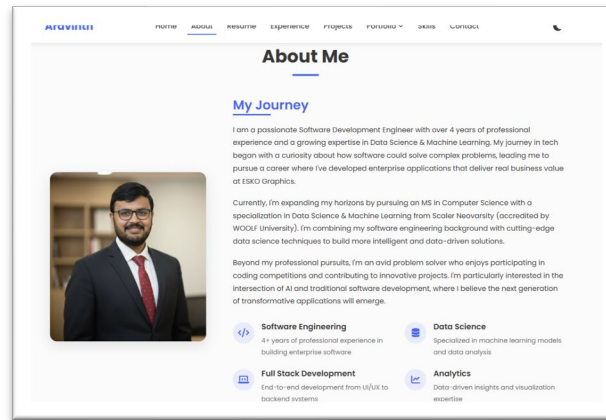 Aravinth
Home About Resume Experience Projects Portfolio Skills Contact
About Me
My Journey
I am a passionate Software Development Engineer with over 4 years of professional
experience and a growing expertise in Data Science & Machine Learning. My journey in tech
began with a curiosity about how software could solve complex problems, leading me to
pursue a career where I've developed enterprise applications that deliver real business value
at ESKO Graphics.
Currently, I'm expanding my horizons by pursuing an MS in Computer Science with a
specialization in Data Science & Machine Learning from Scaler Neovarsity (accredited by
WOOLF University). I'm combining my software engineering background with cutting-edge
data science techniques to build more intelligent and data-driven solutions.
Beyond my professional pursuits, I'm an avid problem solver who enjoys participating in
coding competitions and contributing to innovative projects. I'm particularly interested in the
intersection of AI and traditional software development, where I believe the next generation
of transformative applications will emerge.
Software Engineering
4+ years of professional experience in
building enterprise software
Data Science
Specialized in machine learning models
and data analysis
Full Stack Development
End-to-end development from UI/UX to
backend systems
Analytics
Data-driven insights and visualization
expertise